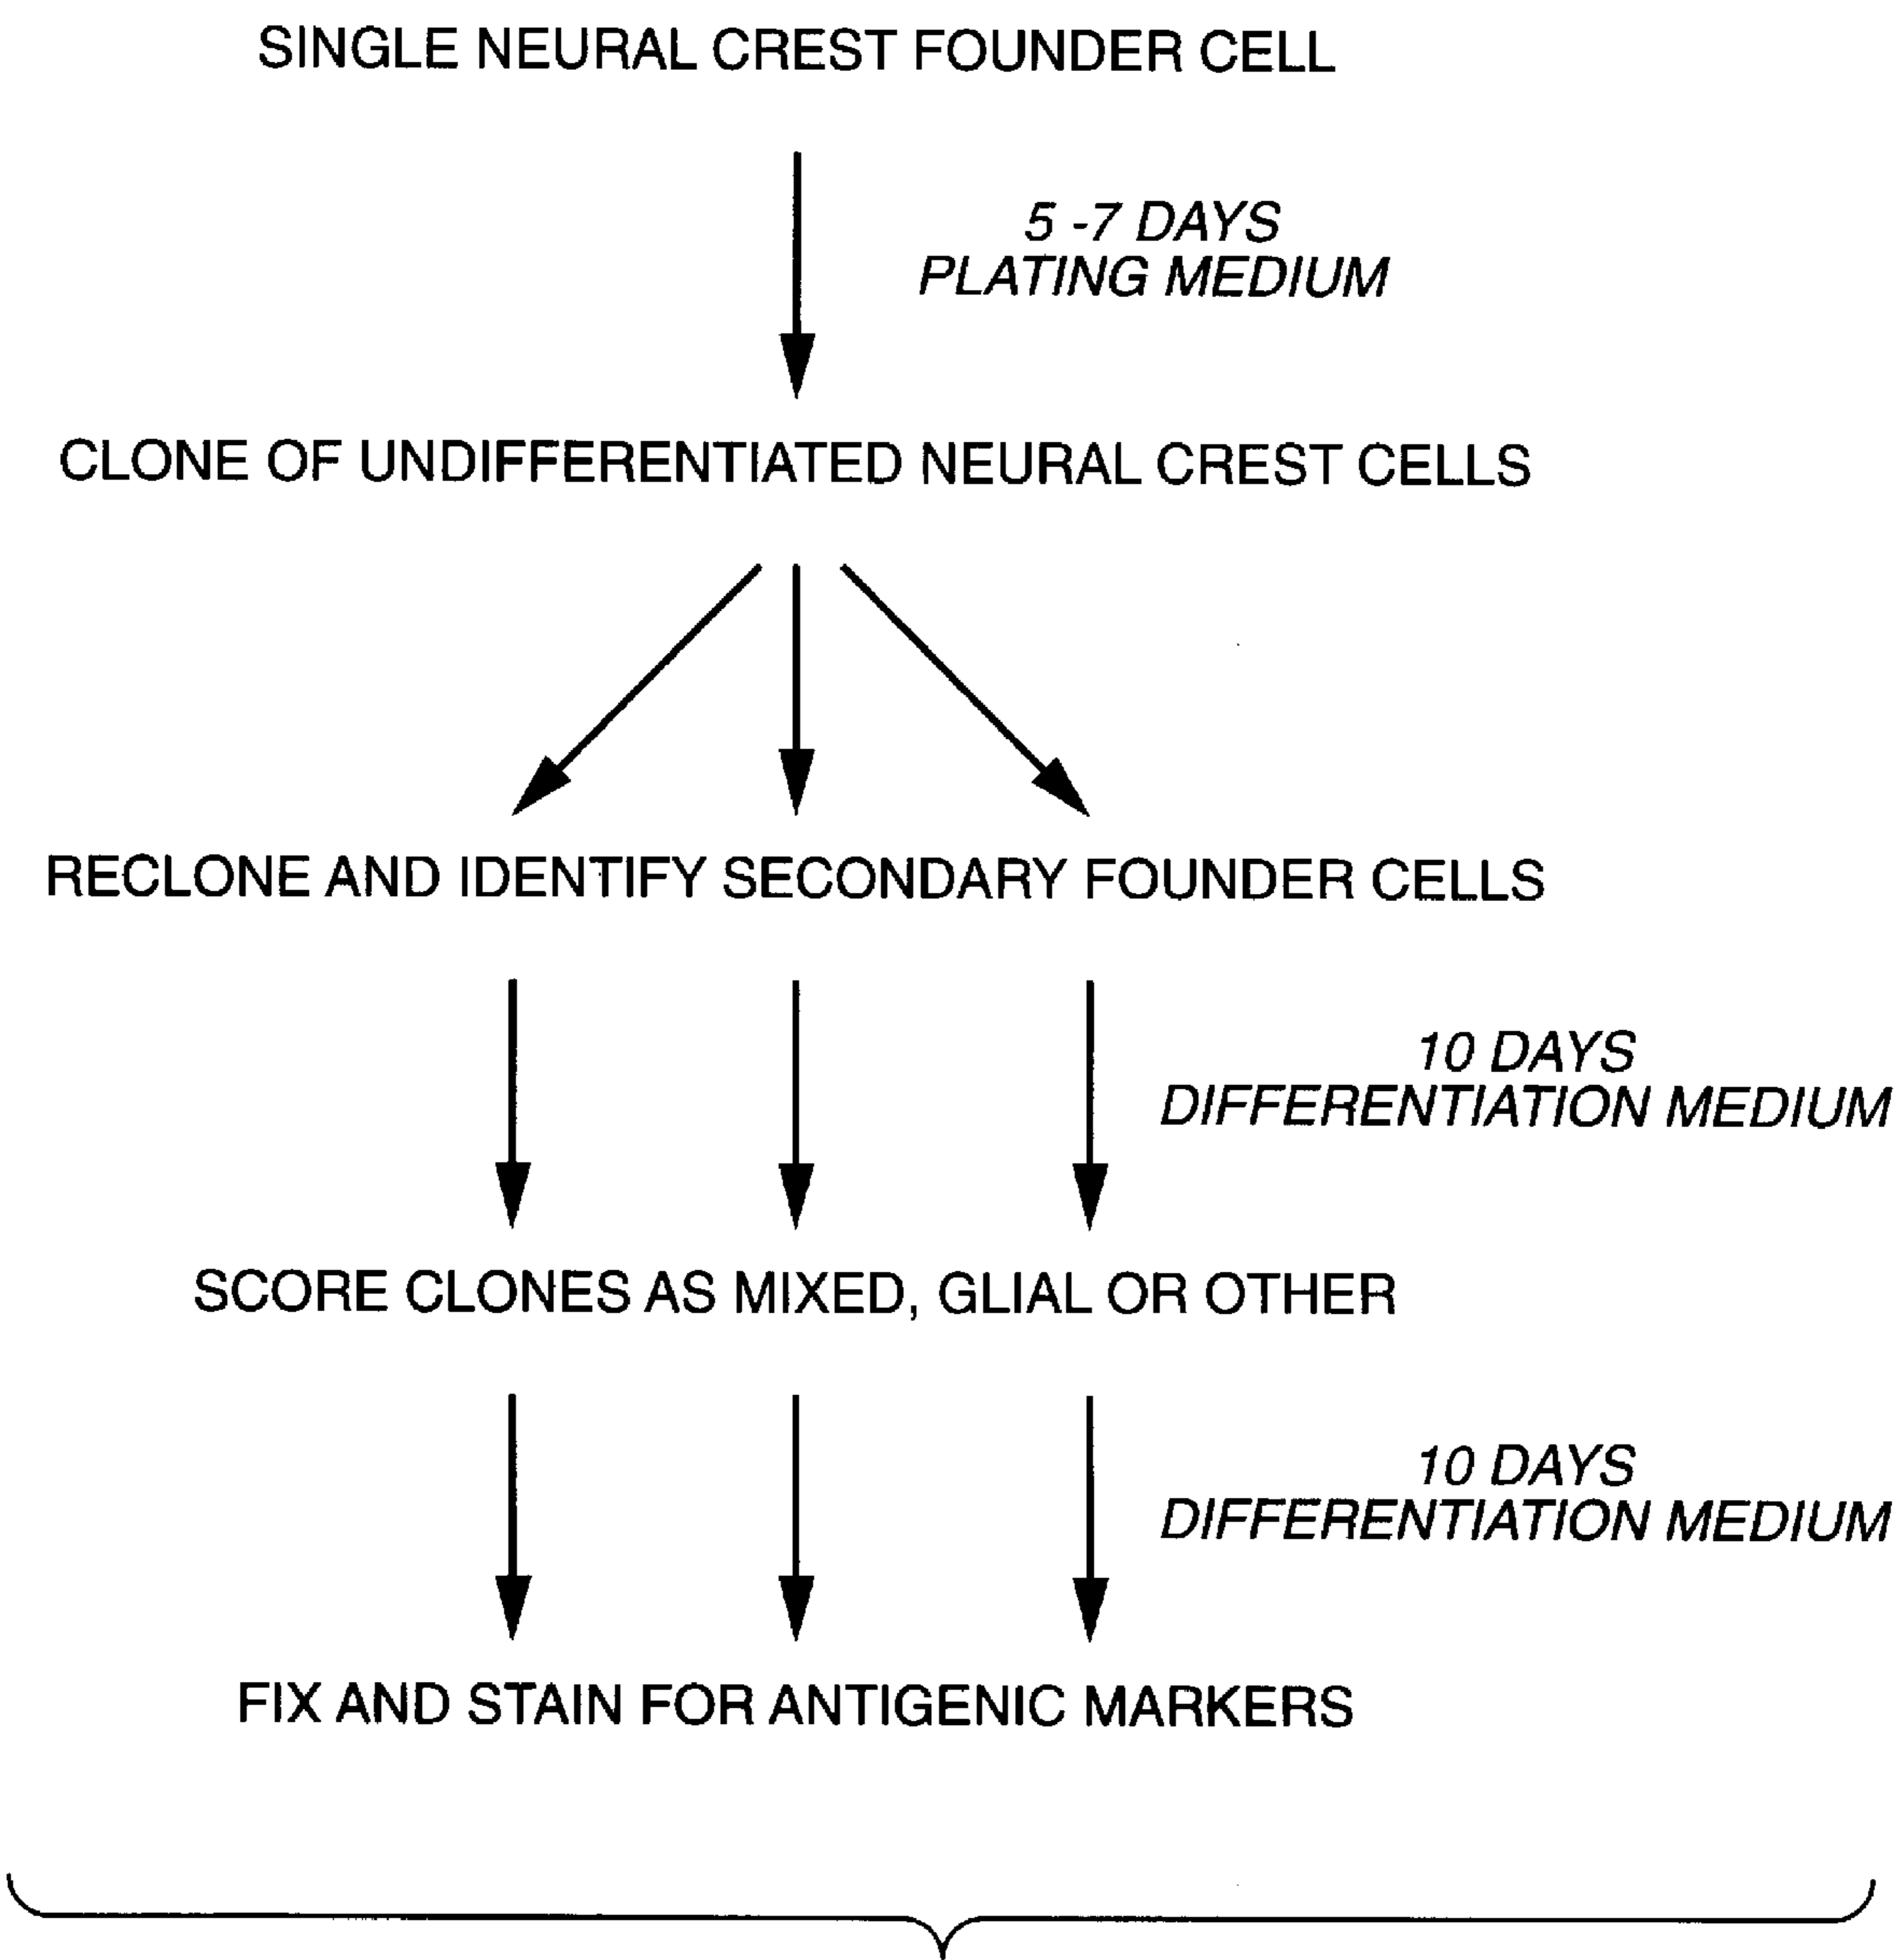 SINGLE NEURAL CREST FOUNDER CELL
5 -7 DAYS
PLATING MEDIUM
CLONE OF UNDIFFERENTIATED NEURAL CREST CELLS
RECLONE AND IDENTIFY SECONDARY FOUNDER CELLS
10 DAYS
DIFFERENTIATION MEDIUM
SCORE CLONES AS MIXED, GLIAL OR OTHER
10 DAYS
DIFFERENTIATION MEDIUM
FIX AND STAIN FOR ANTIGENIC MARKERS